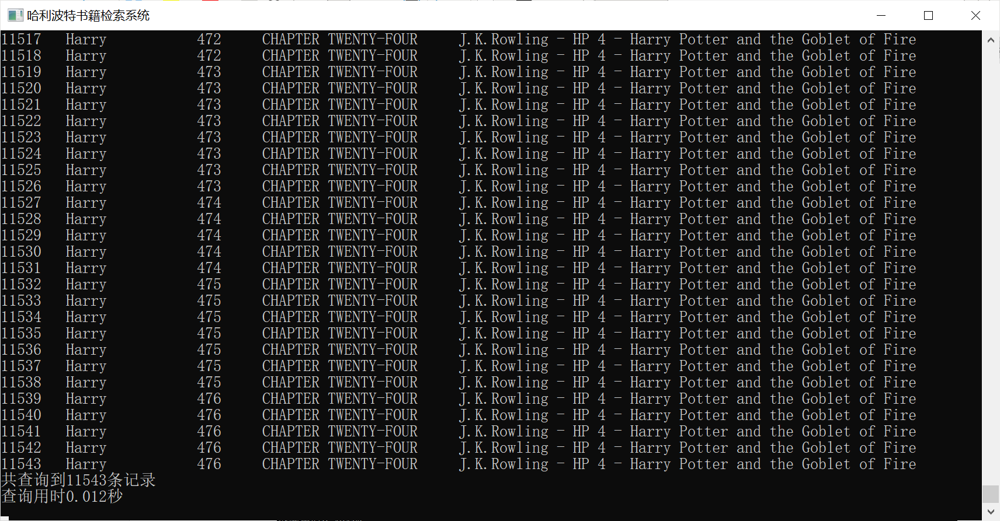 哈利波特书籍检索系统
11517 Harry 472 CHAPTER TWENTY-FOUR J.K.Rowling - HP 4 - Harry Potter and the Goblet of Fire
11518 Harry 472 CHAPTER TWENTY-FOUR J.K.Rowling - HP 4 - Harry Potter and the Goblet of Fire
11519 Harry 473 CHAPTER TWENTY-FOUR J.K.Rowling - HP 4 - Harry Potter and the Goblet of Fire
11520 Harry 473 CHAPTER TWENTY-FOUR J.K.Rowling - HP 4 - Harry Potter and the Goblet of Fire
11521 Harry 473 CHAPTER TWENTY-FOUR J.K.Rowling - HP 4 - Harry Potter and the Goblet of Fire
11522 Harry 473 CHAPTER TWENTY-FOUR J.K.Rowling - HP 4 - Harry Potter and the Goblet of Fire
11523 Harry 473 CHAPTER TWENTY-FOUR J.K.Rowling - HP 4 - Harry Potter and the Goblet of Fire
11524 Harry 473 CHAPTER TWENTY-FOUR J.K.Rowling - HP 4 - Harry Potter and the Goblet of Fire
11525 Harry 473 CHAPTER TWENTY-FOUR J.K.Rowling - HP 4 - Harry Potter and the Goblet of Fire
11526 Harry 473 CHAPTER TWENTY-FOUR J.K.Rowling - HP 4 - Harry Potter and the Goblet of Fire
11527 Harry 474 CHAPTER TWENTY-FOUR J.K.Rowling - HP 4 - Harry Potter and the Goblet of Fire
11528 Harry 474 CHAPTER TWENTY-FOUR J.K.Rowling - HP 4 - Harry Potter and the Goblet of Fire
11529 Harry 474 CHAPTER TWENTY-FOUR J.K.Rowling - HP 4 - Harry Potter and the Goblet of Fire
11530 Harry 474 CHAPTER TWENTY-FOUR J.K.Rowling - HP 4 - Harry Potter and the Goblet of Fire
11531 Harry 474 CHAPTER TWENTY-FOUR J.K.Rowling - HP 4 - Harry Potter and the Goblet of Fire
11532 Harry 475 CHAPTER TWENTY-FOUR J.K.Rowling - HP 4 - Harry Potter and the Goblet of Fire
11533 Harry 475 CHAPTER TWENTY-FOUR J.K.Rowling - HP 4 - Harry Potter and the Goblet of Fire
11534 Harry 475 CHAPTER TWENTY-FOUR J.K.Rowling - HP 4 - Harry Potter and the Goblet of Fire
11535 Harry 475 CHAPTER TWENTY-FOUR J.K.Rowling - HP 4 - Harry Potter and the Goblet of Fire
11536 Harry 475 CHAPTER TWENTY-FOUR J.K.Rowling - HP 4 - Harry Potter and the Goblet of Fire
11537 Harry 475 CHAPTER TWENTY-FOUR J.K.Rowling - HP 4 - Harry Potter and the Goblet of Fire
11538 Harry 475 CHAPTER TWENTY-FOUR J.K.Rowling - HP 4 - Harry Potter and the Goblet of Fire
11539 Harry 476 CHAPTER TWENTY-FOUR J.K.Rowling - HP 4 - Harry Potter and the Goblet of Fire
11540 Harry 476 CHAPTER TWENTY-FOUR J.K.Rowling - HP 4 - Harry Potter and the Goblet of Fire
11541 Harry 476 CHAPTER TWENTY-FOUR J.K.Rowling - HP 4 - Harry Potter and the Goblet of Fire
11542 Harry 476 CHAPTER TWENTY-FOUR J.K.Rowling - HP 4 - Harry Potter and the Goblet of Fire
11543 Harry 476 CHAPTER TWENTY-FOUR J.K.Rowling - HP 4 - Harry Potter and the Goblet of Fire
共查询到11543条记录
查询用时0.012秒